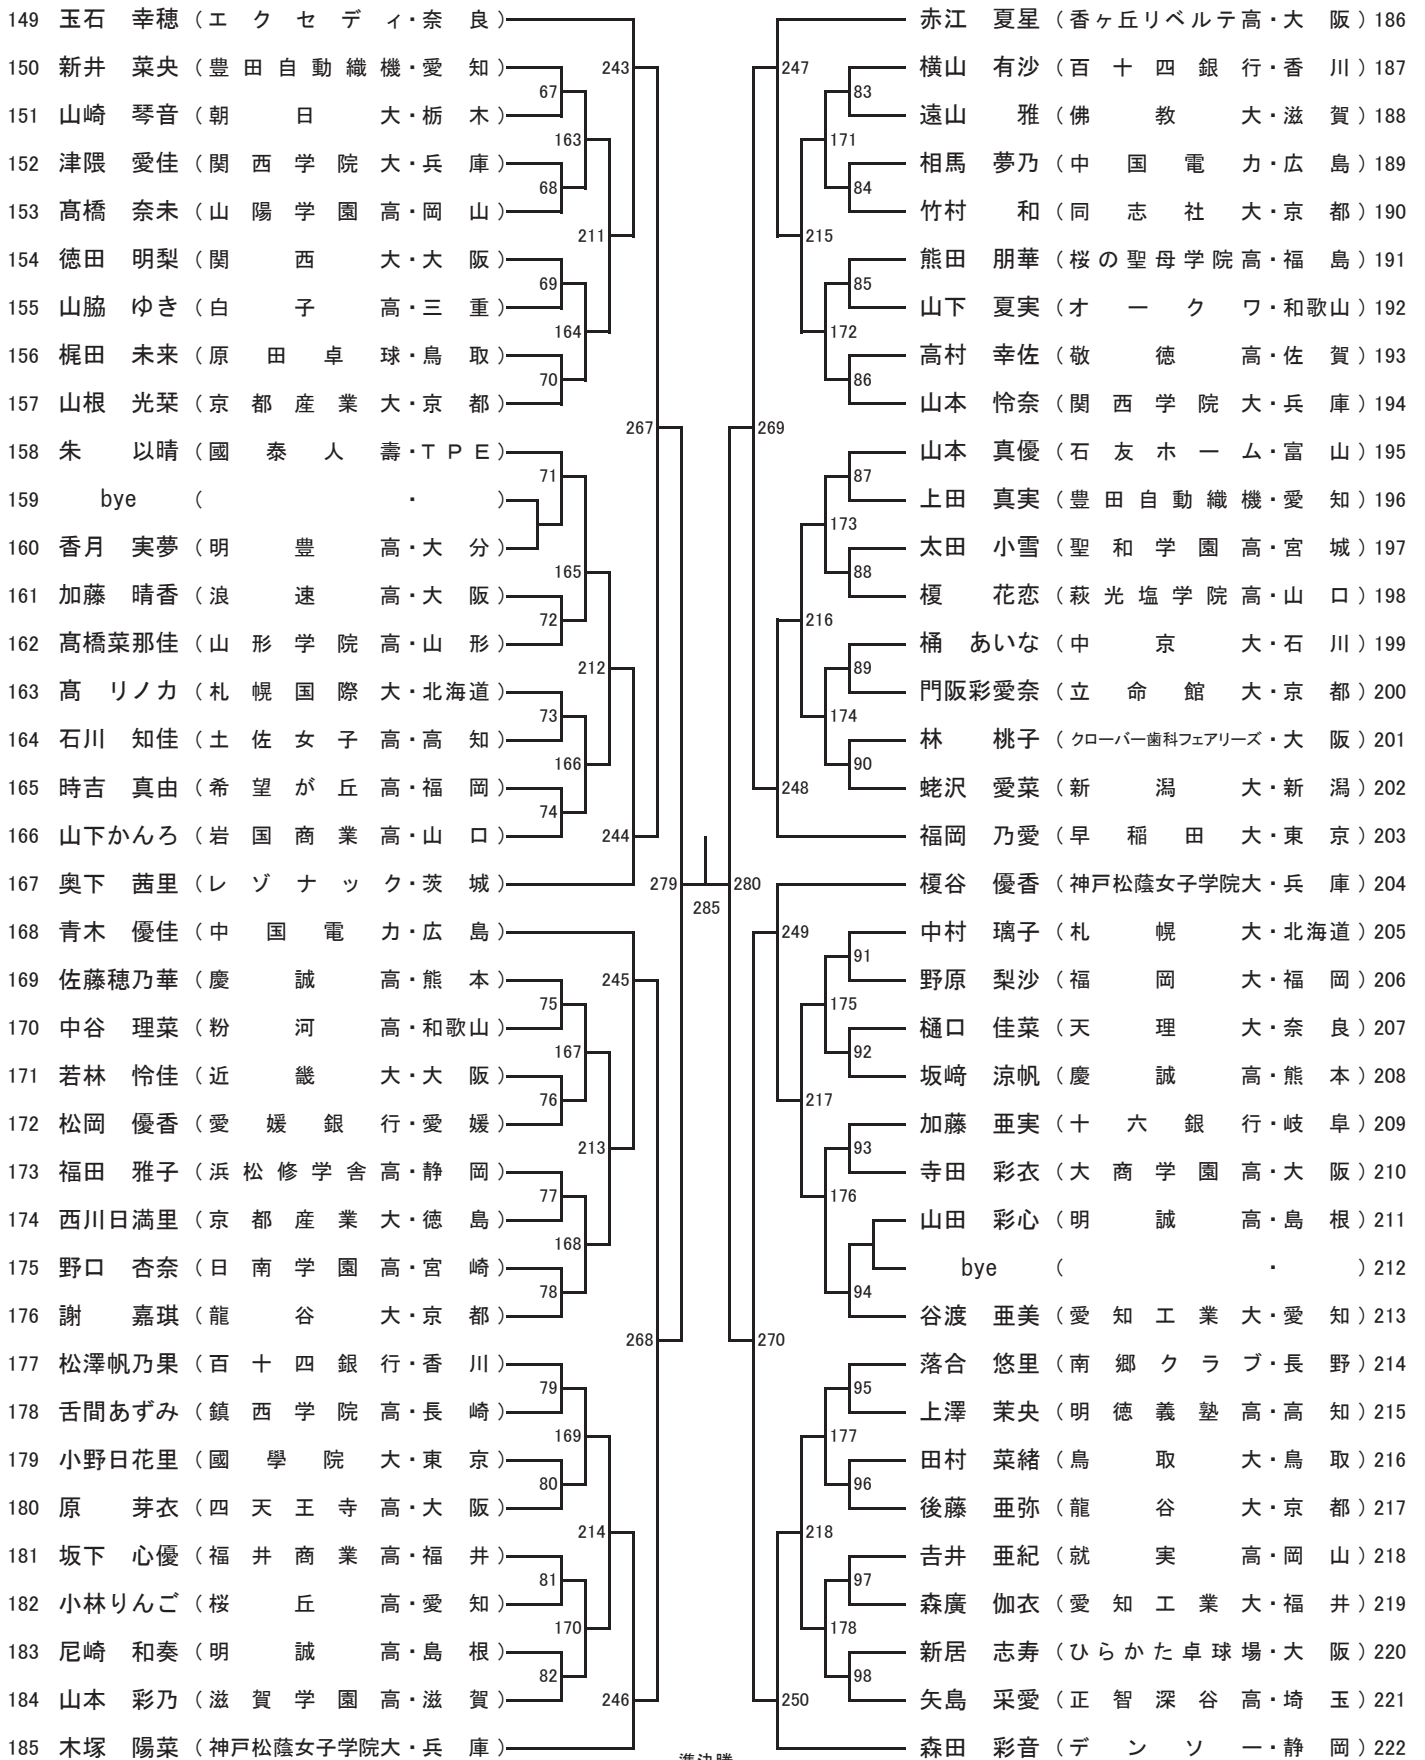 149 玉石 幸穂 (エクセディ・奈良)
150 新井 菜央 (豊田自動織機・愛知)
151 山崎 琴音 (朝日大・栃木)
152 津隈 愛佳 (関西学院大・兵庫)
153 髙橋 奈未 (山陽学園高・岡山)
154 徳田 明梨 (関西大・大阪)
155 山脇 ゆき (白子高・三重)
156 梶田 未来 (原田卓球・鳥取)
157 山根 光栞 (京都産業大・京都)
158 朱 以晴 (國泰人壽・TPE)
159 bye ( ・ )
160 香月 実夢 (明豊高・大分)
161 加藤 晴香 (浪速高・大阪)
162 髙橋菜那佳 (山形学院高・山形)
163 髙 リノカ (札幌国際大・北海道)
164 石川 知佳 (土佐女子高・高知)
165 時吉 真由 (希望が丘高・福岡)
166 山下かんろ (岩国商業高・山口)
167 奥下 茜里 (レゾナック・茨城)
168 青木 優佳 (中国電力・広島)
169 佐藤穂乃華 (慶誠高・熊本)
170 中谷 理菜 (粉河高・和歌山)
171 若林 怜佳 (近畿大・大阪)
172 松岡 優香 (愛媛銀行・愛媛)
173 福田 雅子 (浜松修学舎高・静岡)
174 西川日満里 (京都産業大・徳島)
175 野口 杏奈 (日南学園高・宮崎)
176 謝 嘉琪 (龍谷大・京都)
177 松澤帆乃果 (百十四銀行・香川)
178 舌間あずみ (鎮西学院高・長崎)
179 小野日花里 (國學院大・東京)
180 原 芽衣 (四天王寺高・大阪)
181 坂下 心優 (福井商業高・福井)
182 小林りんご (桜丘高・愛知)
183 尼崎 和奏 (明誠高・島根)
184 山本 彩乃 (滋賀学園高・滋賀)
185 木塚 陽菜 (神戸松蔭女子学院大・兵庫)
67
68
69
70
71
72
73
74
75
76
77
78
79
80
81
82
163
164
165
166
167
168
169
170
211
212
213
214
243
244
245
246
267
268
279
285
280
269
270
247
248
249
250
215
216
217
218
171
172
173
174
175
176
177
178
83
84
85
86
87
88
89
90
91
92
93
94
95
96
97
98
赤江 夏星 (香ヶ丘リベルテ高・大阪) 186
横山 有沙 (百十四銀行・香川) 187
遠山 雅 (佛教大・滋賀) 188
相馬 夢乃 (中国電力・広島) 189
竹村 和 (同志社大・京都) 190
熊田 朋華 (桜の聖母学院高・福島) 191
山下 夏実 (オークワ・和歌山) 192
高村 幸佐 (敬徳高・佐賀) 193
山本 怜奈 (関西学院大・兵庫) 194
山本 真優 (石友ホーム・富山) 195
上田 真実 (豊田自動織機・愛知) 196
太田 小雪 (聖和学園高・宮城) 197
榎 花恋 (萩光塩学院高・山口) 198
桶 あいな (中京大・石川) 199
門阪彩愛奈 (立命館大・京都) 200
林 桃子 (クローバー歯科フェアリーズ・大阪) 201
蛯沢 愛菜 (新潟大・新潟) 202
福岡 乃愛 (早稲田大・東京) 203
榎谷 優香 (神戸松蔭女子学院大・兵庫) 204
中村 璃子 (札幌大・北海道) 205
野原 梨沙 (福岡大・福岡) 206
樋口 佳菜 (天理大・奈良) 207
坂﨑 涼帆 (慶誠高・熊本) 208
加藤 亜実 (十六銀行・岐阜) 209
寺田 彩衣 (大商学園高・大阪) 210
山田 彩心 (明誠高・島根) 211
bye ( ・ ) 212
谷渡 亜美 (愛知工業大・愛知) 213
落合 悠里 (南郷クラブ・長野) 214
上澤 茉央 (明徳義塾高・高知) 215
田村 菜緒 (鳥取大・鳥取) 216
後藤 亜弥 (龍谷大・京都) 217
𠮷井 亜紀 (就実高・岡山) 218
森廣 伽衣 (愛知工業大・福井) 219
新居 志寿 (ひらかた卓球場・大阪) 220
矢島 采愛 (正智深谷高・埼玉) 221
森田 彩音 (デンソー・静岡) 222